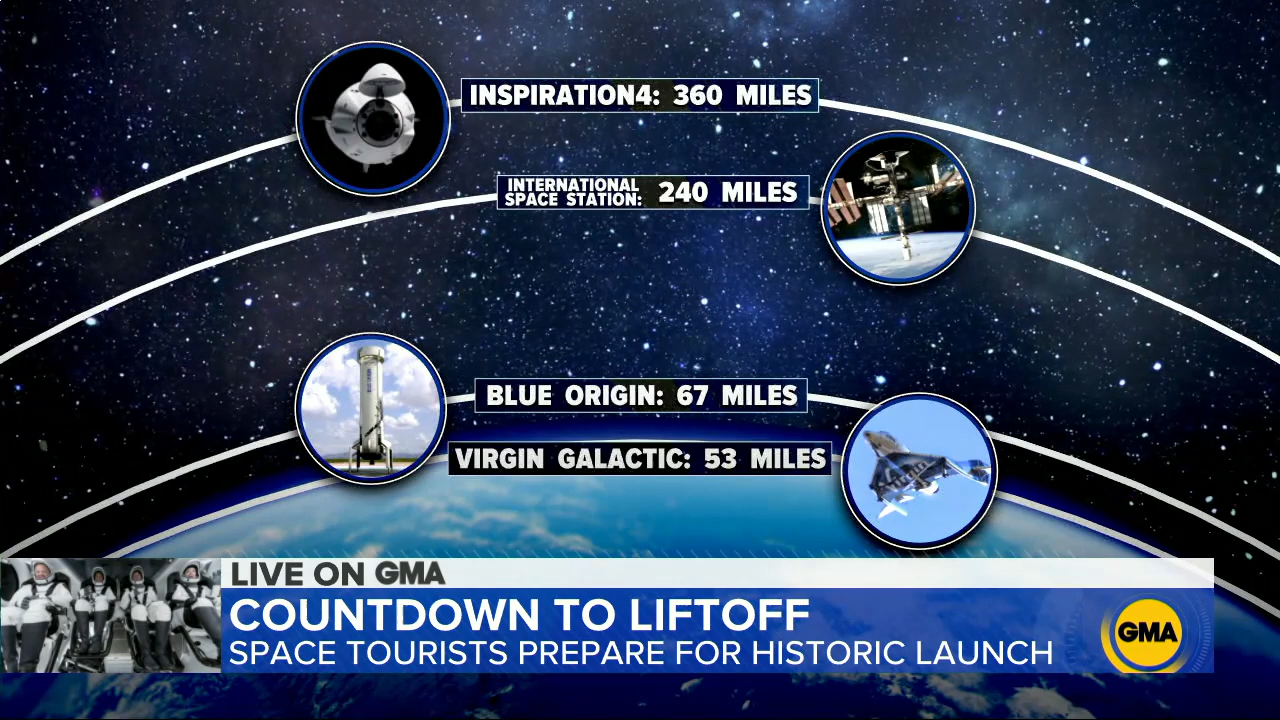 INSPIRATION4: 360 MILES
INTERNATIONAL
SPACE STATION: 240 MILES
BLUE ORIGIN: 67 MILES
VIRGIN GALACTIC: 53 MILES
LIVE ON GMA
COUNTDOWN TO LIFTOFF
SPACE TOURISTS PREPARE FOR HISTORIC LAUNCH
GMA